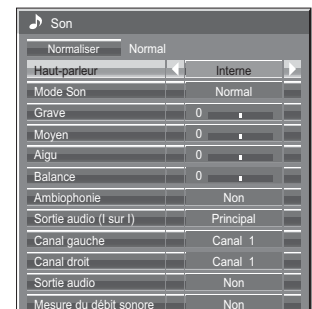 Son
Normaliser Normal
Haut-parleur Interne
Mode Son Normal
Grave 0
Moyen 0
Aigu 0
Balance 0
Ambiophonie Non
Sortie audio (I sur I) Principal
Canal gauche Canal 1
Canal droit Canal 1
Sortie audio Non
Mesure du débit sonore Non